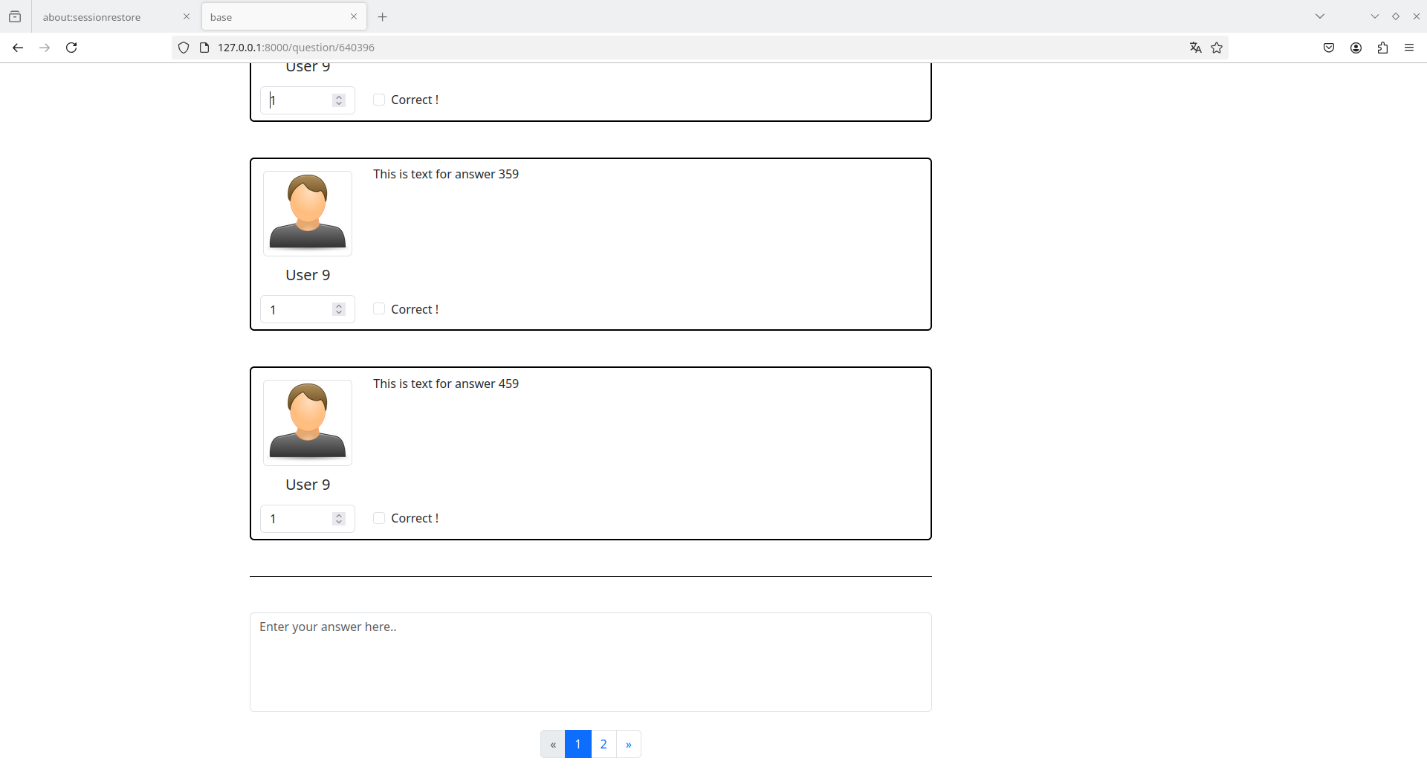 about:sessionrestore
base
127.0.0.1:8000/question/640396
User 9
1
Correct !
This is text for answer 359
User 9
1
Correct !
This is text for answer 459
User 9
1
Correct !
Enter your answer here..
« 1 2 »